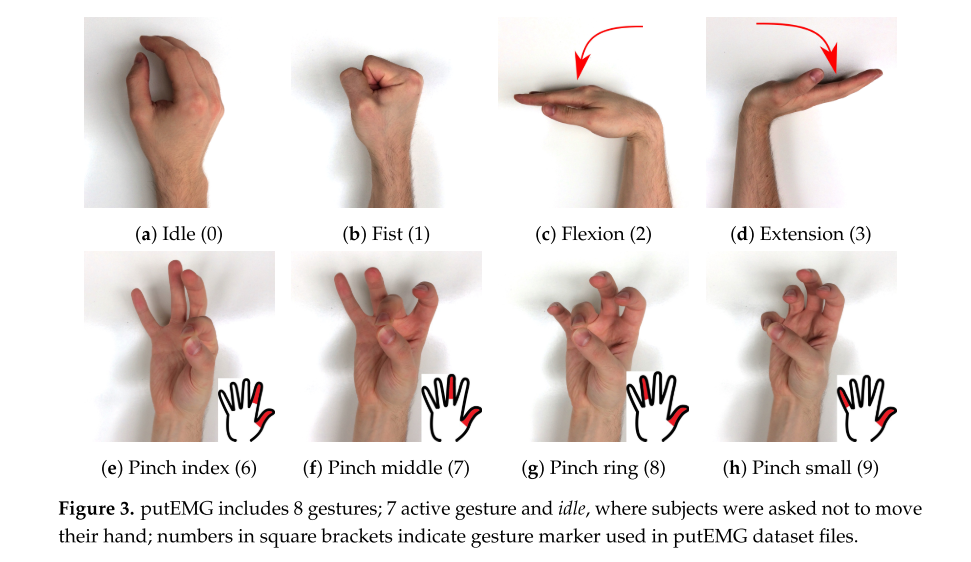 (a) Idle (0)
(b) Fist (1)
(c) Flexion (2)
(d) Extension (3)
(e) Pinch index (6)
(f) Pinch middle (7)
(g) Pinch ring (8)
(h) Pinch small (9)
Figure 3. putEMG includes 8 gestures; 7 active gesture and idle, where subjects were asked not to move
their hand; numbers in square brackets indicate gesture marker used in putEMG dataset files.